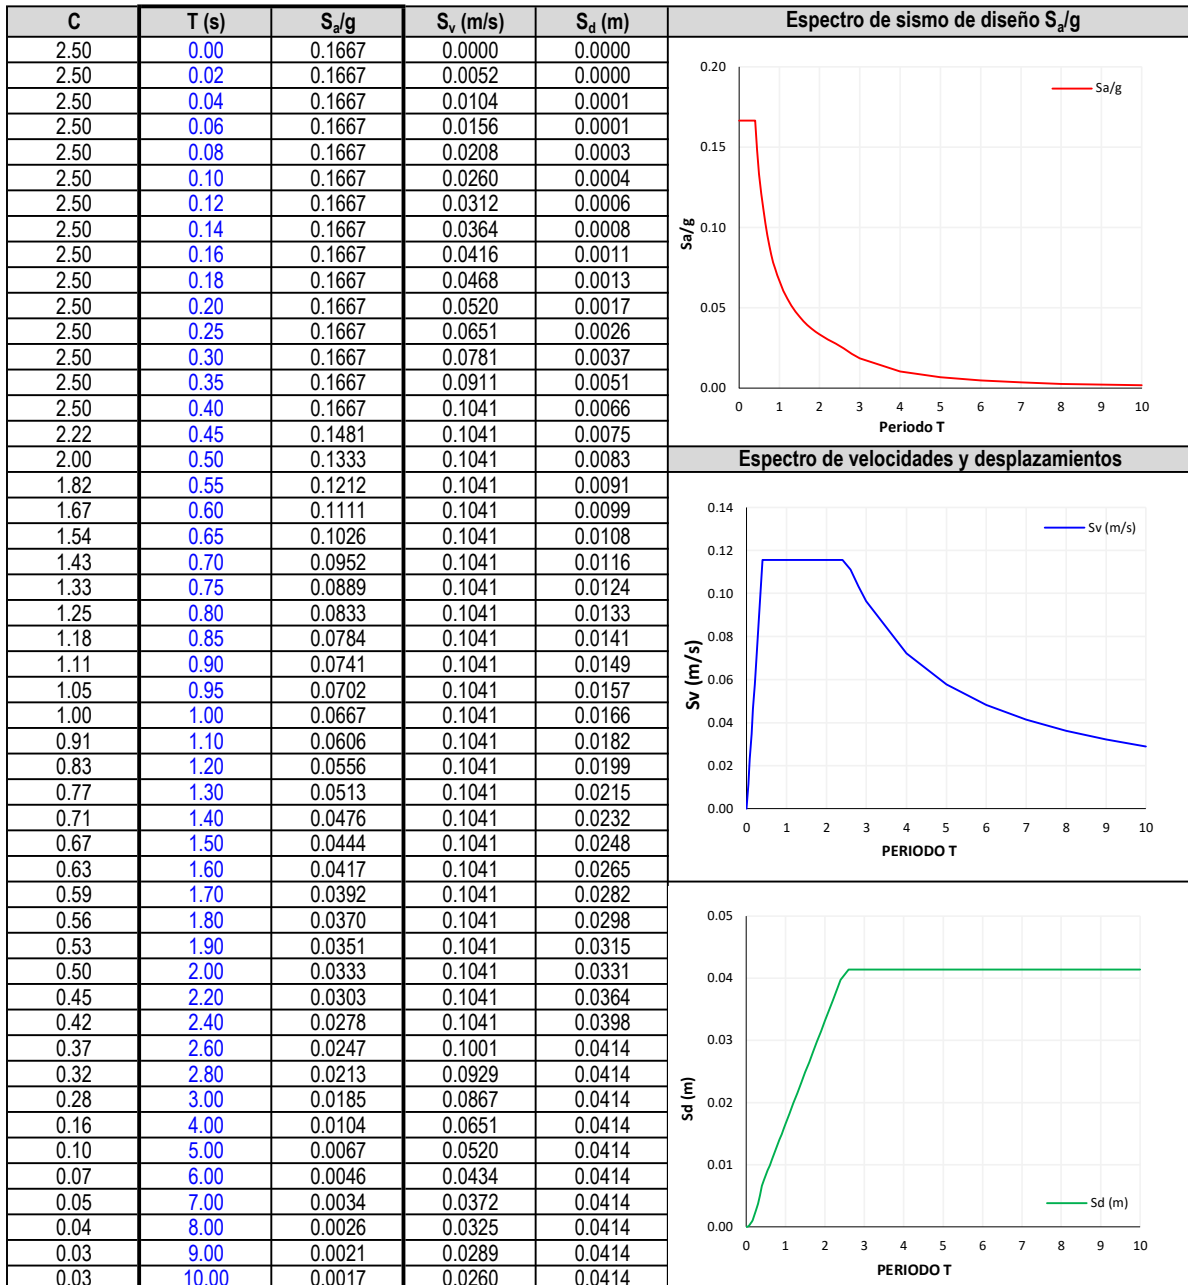 C T (s) Sa/g Sv (m/s) Sd (m)
2.50 0.00 0.1667 0.0000 0.0000
2.50 0.02 0.1667 0.0052 0.0000
2.50 0.04 0.1667 0.0104 0.0001
2.50 0.06 0.1667 0.0156 0.0001
2.50 0.08 0.1667 0.0208 0.0003
2.50 0.10 0.1667 0.0260 0.0004
2.50 0.12 0.1667 0.0312 0.0006
2.50 0.14 0.1667 0.0364 0.0008
2.50 0.16 0.1667 0.0416 0.0011
2.50 0.18 0.1667 0.0468 0.0013
2.50 0.20 0.1667 0.0520 0.0017
2.50 0.25 0.1667 0.0651 0.0026
2.50 0.30 0.1667 0.0781 0.0037
2.50 0.35 0.1667 0.0911 0.0051
2.50 0.40 0.1667 0.1041 0.0066
2.22 0.45 0.1481 0.1041 0.0075
2.00 0.50 0.1333 0.1041 0.0083
1.82 0.55 0.1212 0.1041 0.0091
1.67 0.60 0.1111 0.1041 0.0099
1.54 0.65 0.1026 0.1041 0.0108
1.43 0.70 0.0952 0.1041 0.0116
1.33 0.75 0.0889 0.1041 0.0124
1.25 0.80 0.0833 0.1041 0.0133
1.18 0.85 0.0784 0.1041 0.0141
1.11 0.90 0.0741 0.1041 0.0149
1.05 0.95 0.0702 0.1041 0.0157
1.00 1.00 0.0667 0.1041 0.0166
0.91 1.10 0.0606 0.1041 0.0182
0.83 1.20 0.0556 0.1041 0.0199
0.77 1.30 0.0513 0.1041 0.0215
0.71 1.40 0.0476 0.1041 0.0232
0.67 1.50 0.0444 0.1041 0.0248
0.63 1.60 0.0417 0.1041 0.0265
0.59 1.70 0.0392 0.1041 0.0282
0.56 1.80 0.0370 0.1041 0.0298
0.53 1.90 0.0351 0.1041 0.0315
0.50 2.00 0.0333 0.1041 0.0331
0.45 2.20 0.0303 0.1041 0.0364
0.42 2.40 0.0278 0.1041 0.0398
0.37 2.60 0.0247 0.1001 0.0414
0.32 2.80 0.0213 0.0929 0.0414
0.28 3.00 0.0185 0.0867 0.0414
0.16 4.00 0.0104 0.0651 0.0414
0.10 5.00 0.0067 0.0520 0.0414
0.07 6.00 0.0046 0.0434 0.0414
0.05 7.00 0.0034 0.0372 0.0414
0.04 8.00 0.0026 0.0325 0.0414
0.03 9.00 0.0021 0.0289 0.0414
0.03 10.00 0.0017 0.0260 0.0414
Espectro de sismo de diseño Sa/g
0.20
0.15
0.10
0.05
0.00
Sa/g
Sa/g
0 1 2 3 4 5 6 7 8 9 10
Periodo T
Espectro de velocidades y desplazamientos
0.14
0.12
0.10
0.08
0.06
0.04
0.02
0.00
Sv (m/s)
Sv (m/s)
0 1 2 3 4 5 6 7 8 9 10
PERIODO T
0.05
0.04
0.03
0.02
0.01
0.00
Sd (m)
Sd (m)
0 1 2 3 4 5 6 7 8 9 10
PERIODO T